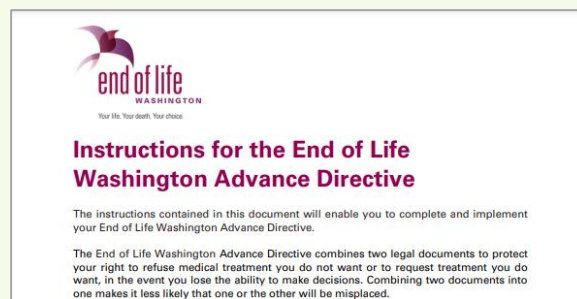 end of life
WASHINGTON
Your life. Your death. Your choice.
Instructions for the End of Life
Washington Advance Directive
The instructions contained in this document will enable you to complete and implement
your End of Life Washington Advance Directive.
The End of Life Washington Advance Directive combines two legal documents to protect
your right to refuse medical treatment you do not want or to request treatment you do
want, in the event you lose the ability to make decisions. Combining two documents into
one makes it less likely that one or the other will be misplaced.